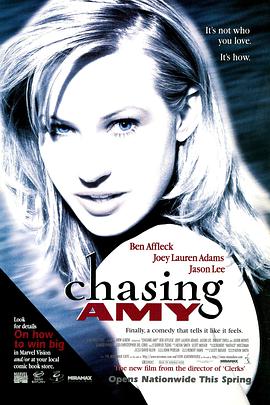 It's not who
you love.
It's how.
Ben Affleck
Joey Lauren Adams
Jason Lee
chasing
AMY
Finally, a comedy that tells it like it feels.
Look
for details
On how
to win big
in Marvel Vision
and/or at your local
comic book store.
MIRAMAX
MIRAMAX
The new film from the director of 'Clerks'
Opens Nationwide This Spring